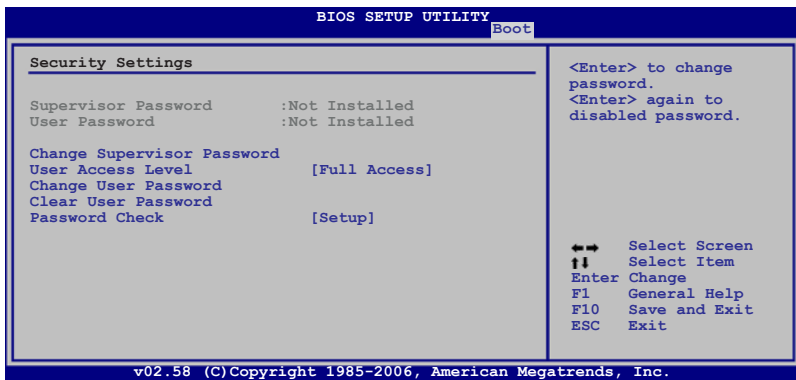 BIOS SETUP UTILITY
Boot
Security Settings
Supervisor Password :Not Installed
User Password :Not Installed
Change Supervisor Password
User Access Level [Full Access]
Change User Password
Clear User Password
Password Check [Setup]
<Enter> to change
password.
<Enter> again to
disabled password.
←→ Select Screen
↑↓ Select Item
Enter Change
F1 General Help
F10 Save and Exit
ESC Exit
v02.58 (C)Copyright 1985-2006, American Megatrends, Inc.